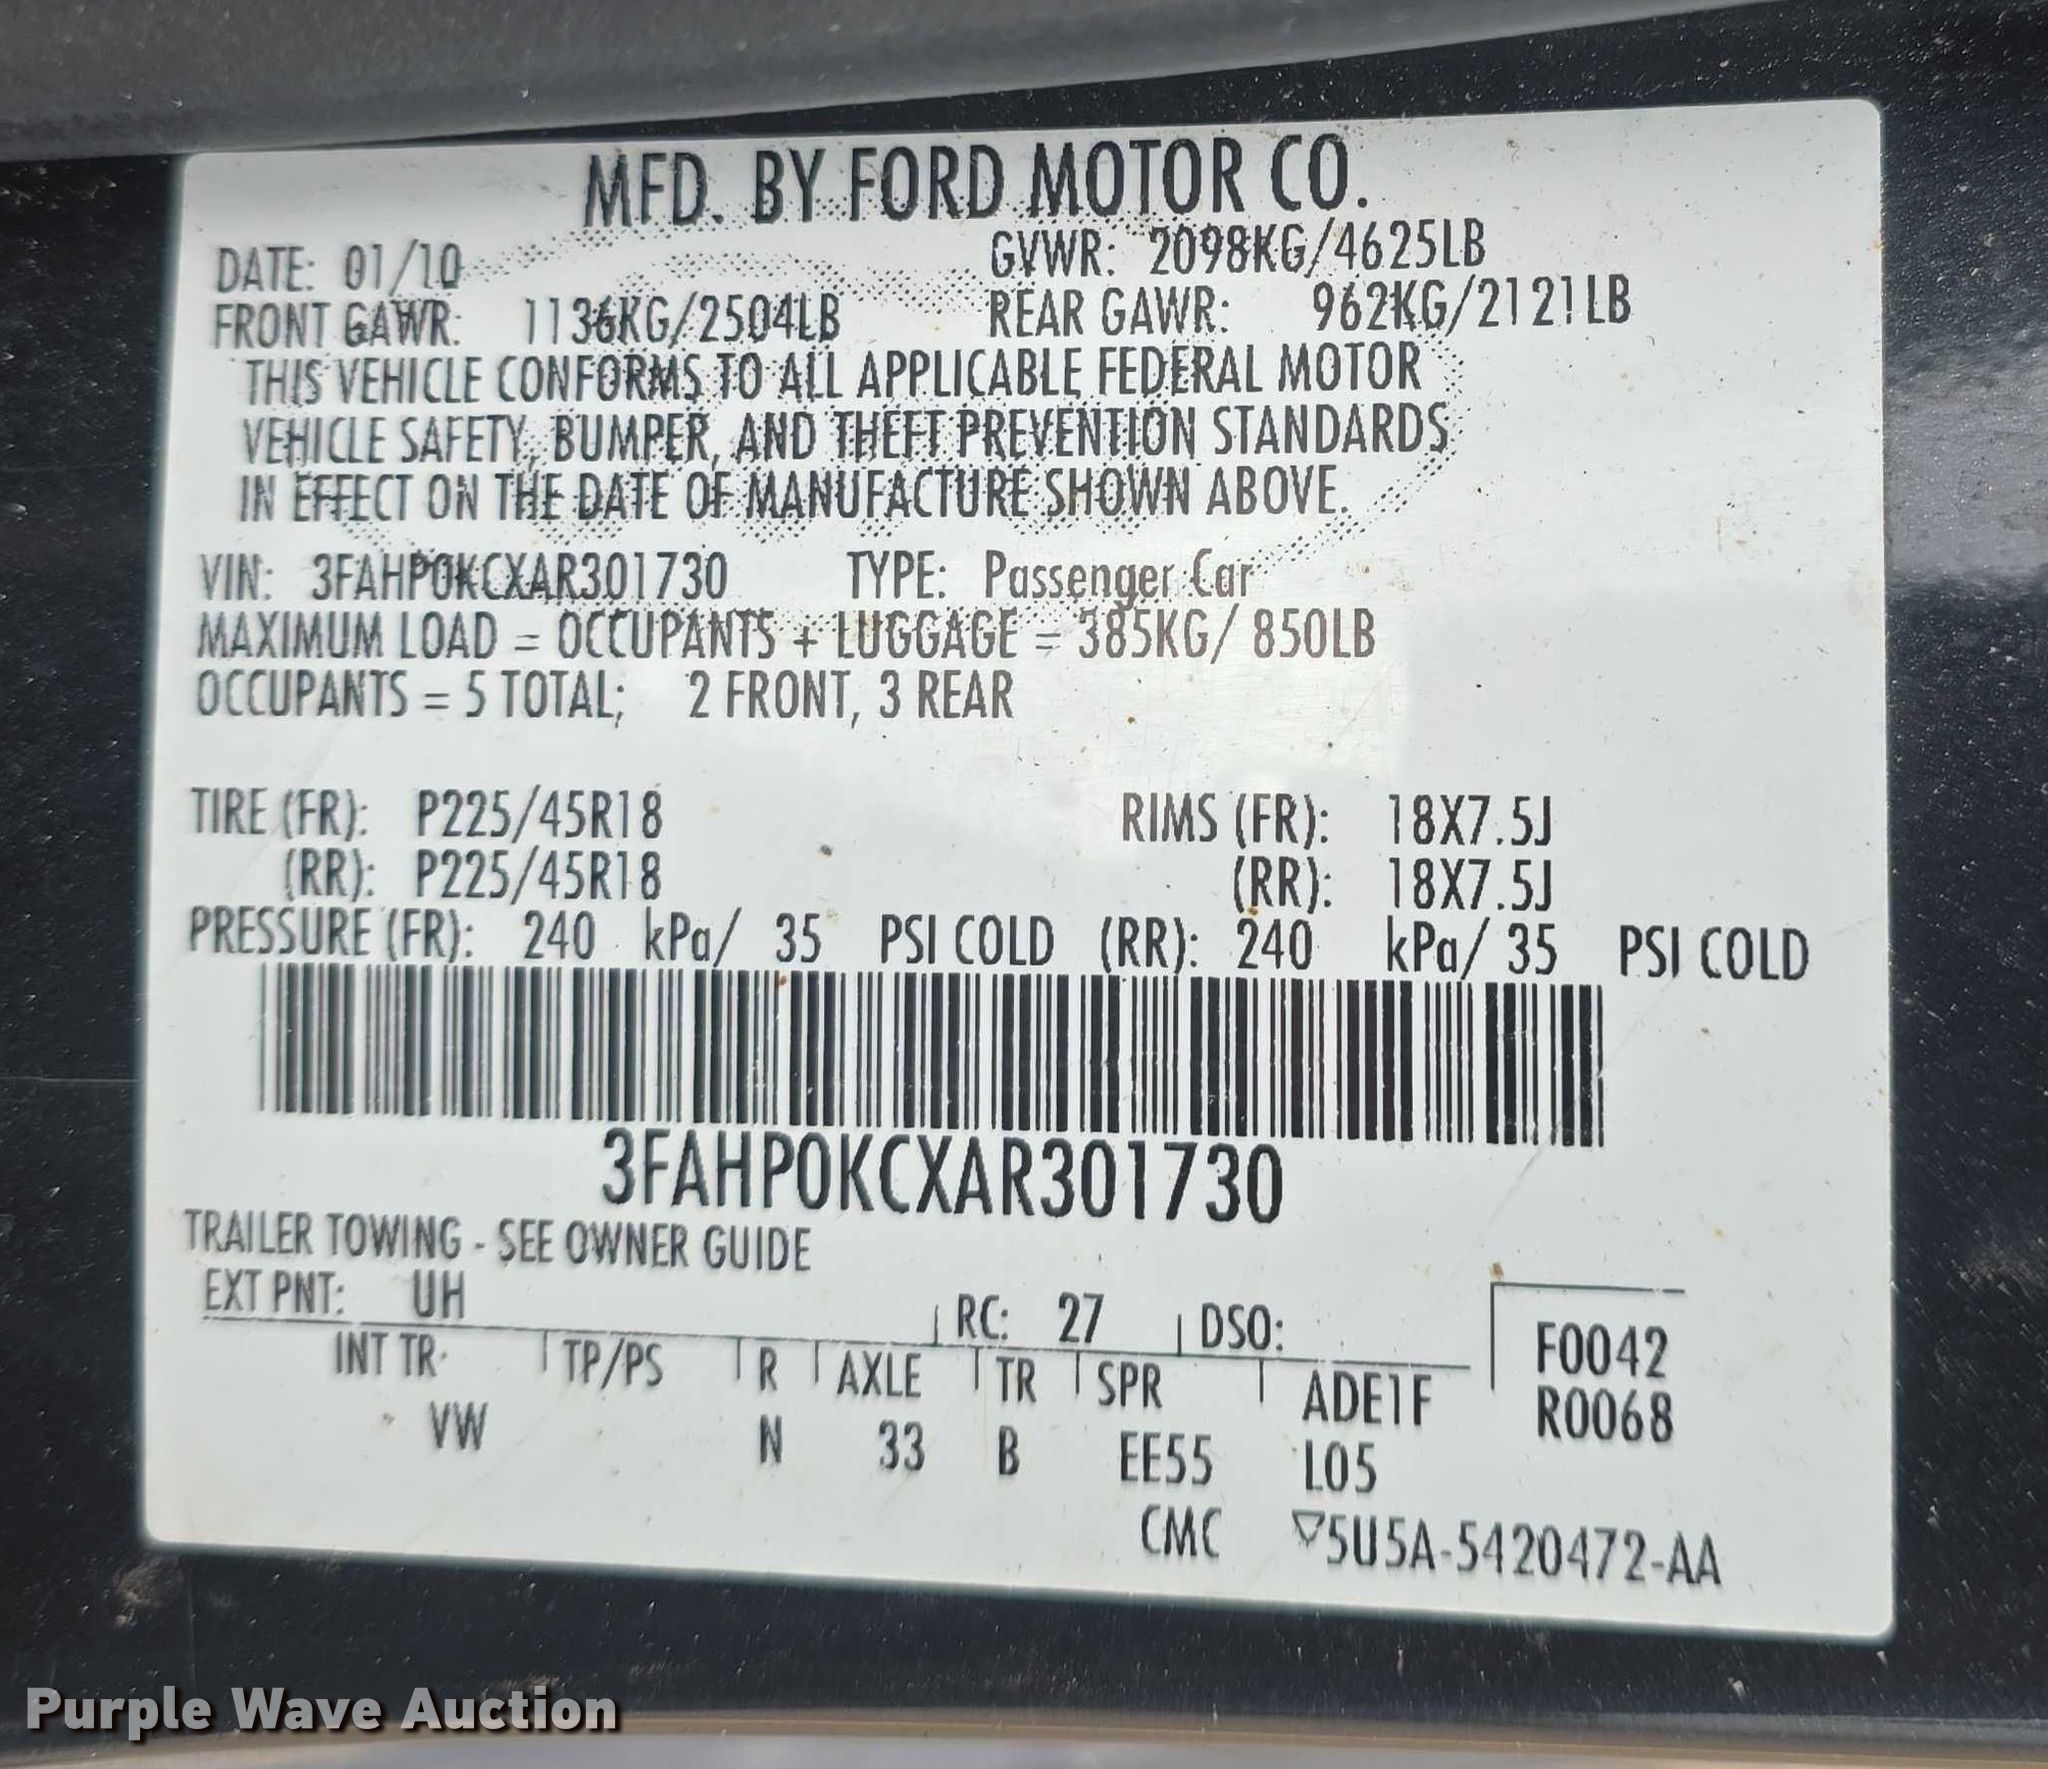 MFD. BY FORD MOTOR CO.
DATE: 01/10 GVWR: 2098KG/4625LB
FRONT GAWR: 1136KG/2504LB REAR GAWR: 962KG/2121LB
THIS VEHICLE CONFORMS TO ALL APPLICABLE FEDERAL MOTOR
VEHICLE SAFETY, BUMPER, AND THEFT PREVENTION STANDARDS
IN EFFECT ON THE DATE OF MANUFACTURE SHOWN ABOVE.
VIN: 3FAHP0KCXAR301730 TYPE: Passenger Car
MAXIMUM LOAD = OCCUPANTS + LUGGAGE = 385KG/ 850LB
OCCUPANTS = 5 TOTAL; 2 FRONT, 3 REAR
TIRE (FR): P225/45R18 RIMS (FR): 18X7.5J
(RR): P225/45R18 (RR): 18X7.5J
PRESSURE (FR): 240 kPa/ 35 PSI COLD (RR): 240 kPa/ 35 PSI COLD
3FAHP0KCXAR301730
TRAILER TOWING - SEE OWNER GUIDE
EXT PNT: UH RC: 27 DSO:
F0042
INT TR TP/PS R AXLE TR SPR ADE1F
R0068
VW N 33 B EE55 L05
CMC ▽5U5A-5420472-AA
Purple Wave Auction